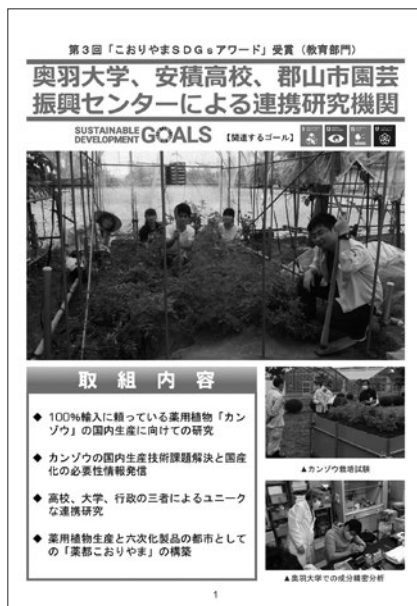 第３回「こおりやまＳＤＧｓアワード」受賞（教育部門）
奥羽大学、安積高校、郡山市園芸
振興センターによる連携研究機関
SUSTAINABLE
DEVELOPMENT GOALS
【関連するゴール】
取組内容
◆ 100％輸入に頼っている薬用植物「カン
ゾウ」の国内生産に向けての研究
◆ カンゾウの国内生産技術課題解決と国産
化の必要性情報発信
◆ 高校、大学、行政の三者によるユニーク
な連携研究
◆ 薬用植物生産と六次化製品の都市として
の「薬都こおりやま」の構築
▲カンゾウ栽培試験
▲奥羽大学での成分精密分析
1